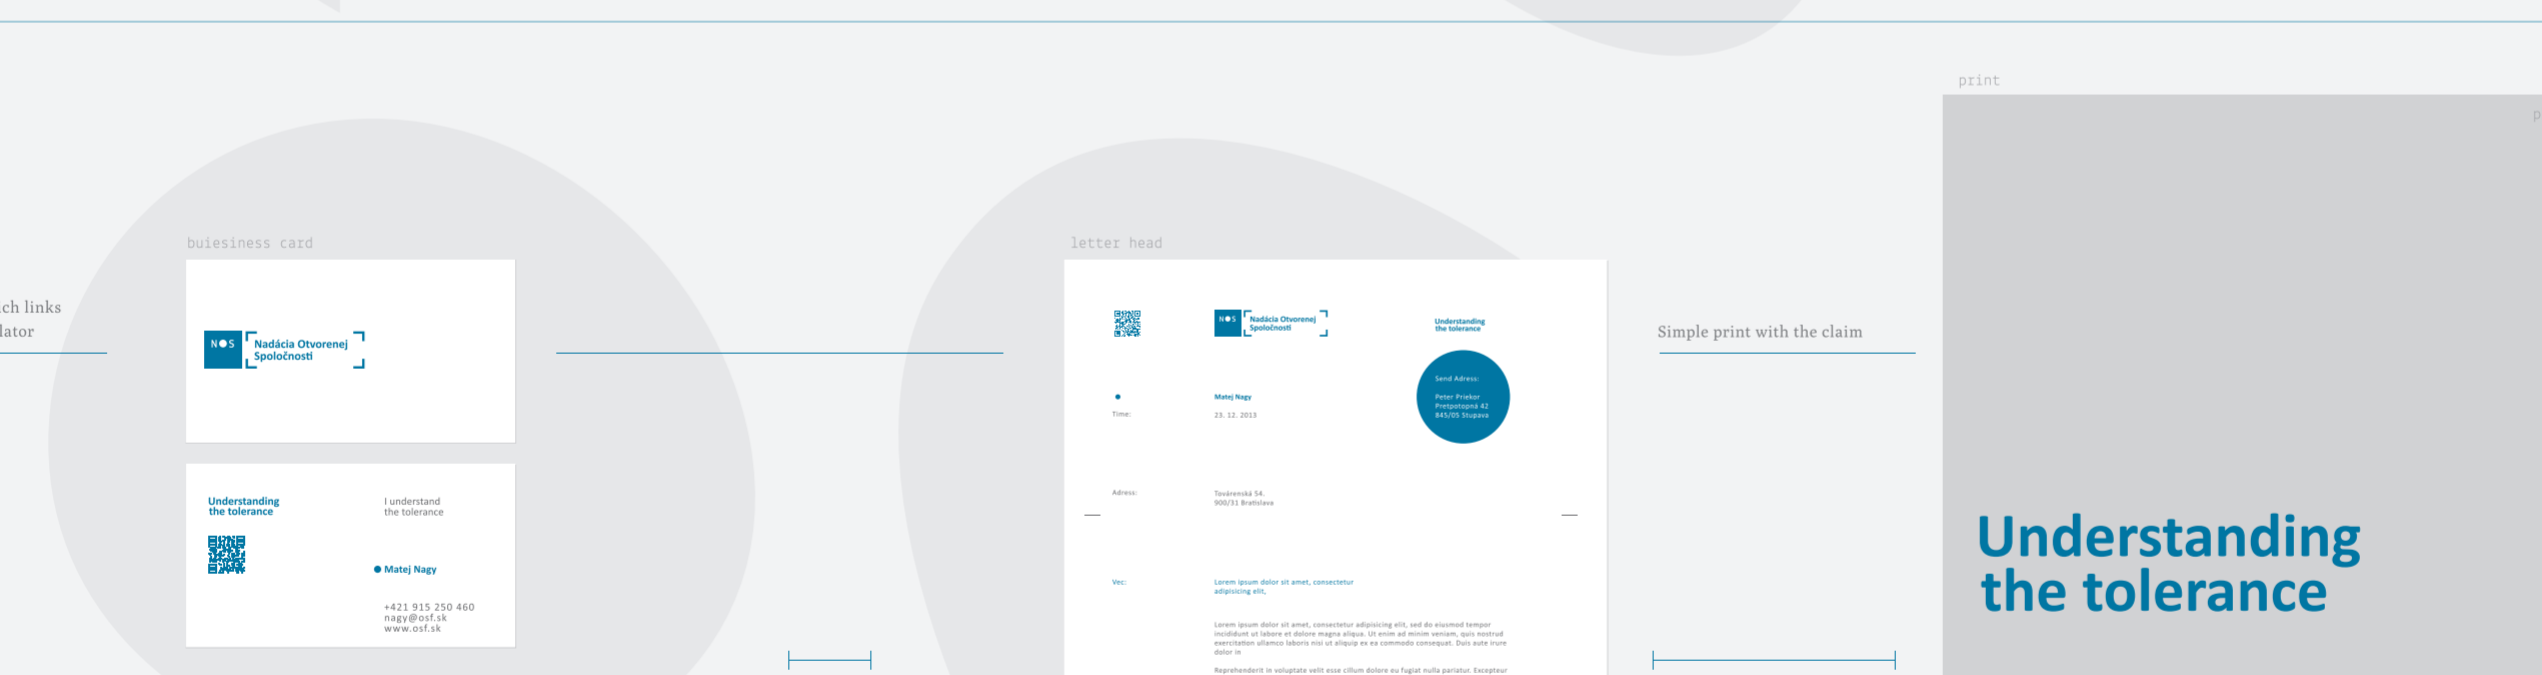 print
p
buiesiness card
letter head
ch links
lator
N●S
Nadácia Otvorenej
Spoločnosti
Understanding
the tolerance
I understand
the tolerance
Matej Nagy
+421 915 250 460
nagy@osf.sk
www.osf.sk
N●S
Nadácia Otvorenej
Spoločnosti
Understanding
the tolerance
Send Adress:
Peter Priekor
Pretpotopná 42
845/05 Stupava
Matej Nagy
Time:
23. 12. 2013
Adress:
Továrenská 54.
900/31 Bratislava
Vec:
Lorem ipsum dolor sit amet, consectetur
adipisicing elit,
Lorem ipsum dolor sit amet, consectetur adipisicing elit, sed do eiusmod tempor
incididunt ut labore et dolore magna aliqua. Ut enim ad minim veniam, quis nostrud
exercitation ullamco laboris nisi ut aliquip ex ea commodo consequat. Duis aute irure
dolor in
Reprehenderit in voluptate velit esse cillum dolore eu fugiat nulla pariatur. Excepteur
Simple print with the claim
Understanding
the tolerance